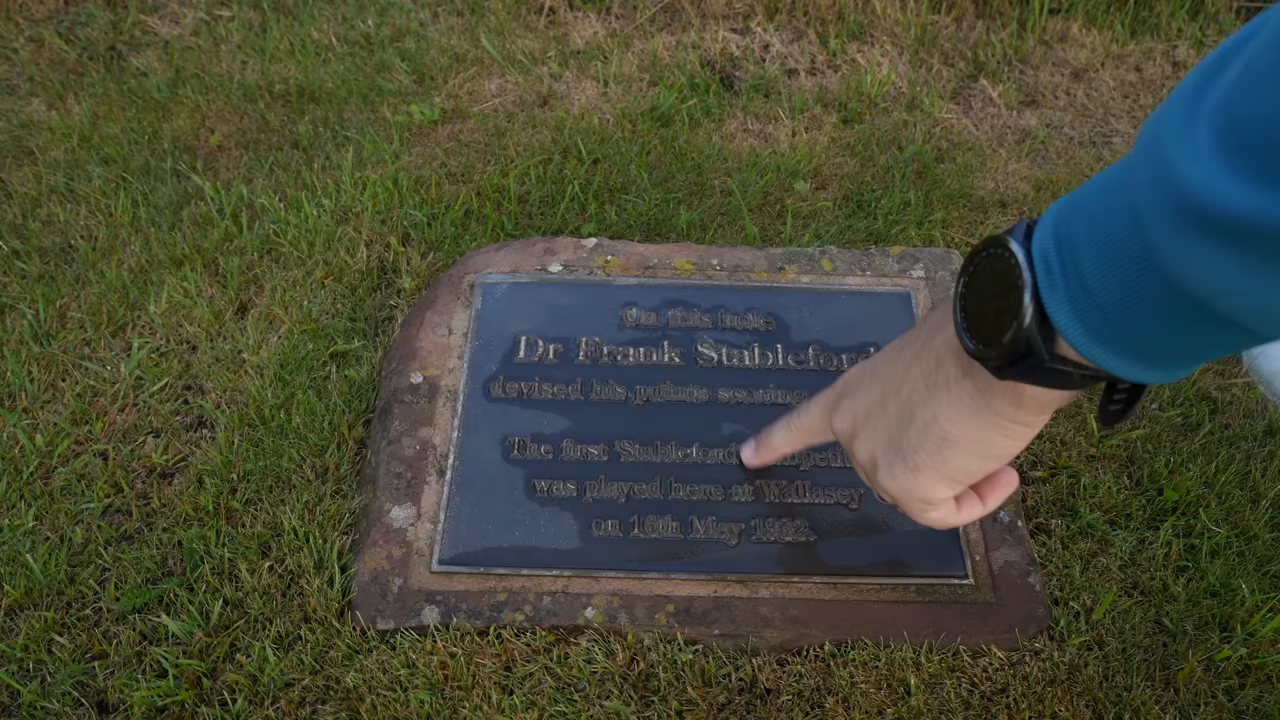 On this hole
Dr Frank Stableford
devised his points scoring
The first 'Stableford'
was played here at Wallasey
on 16th May 1932.